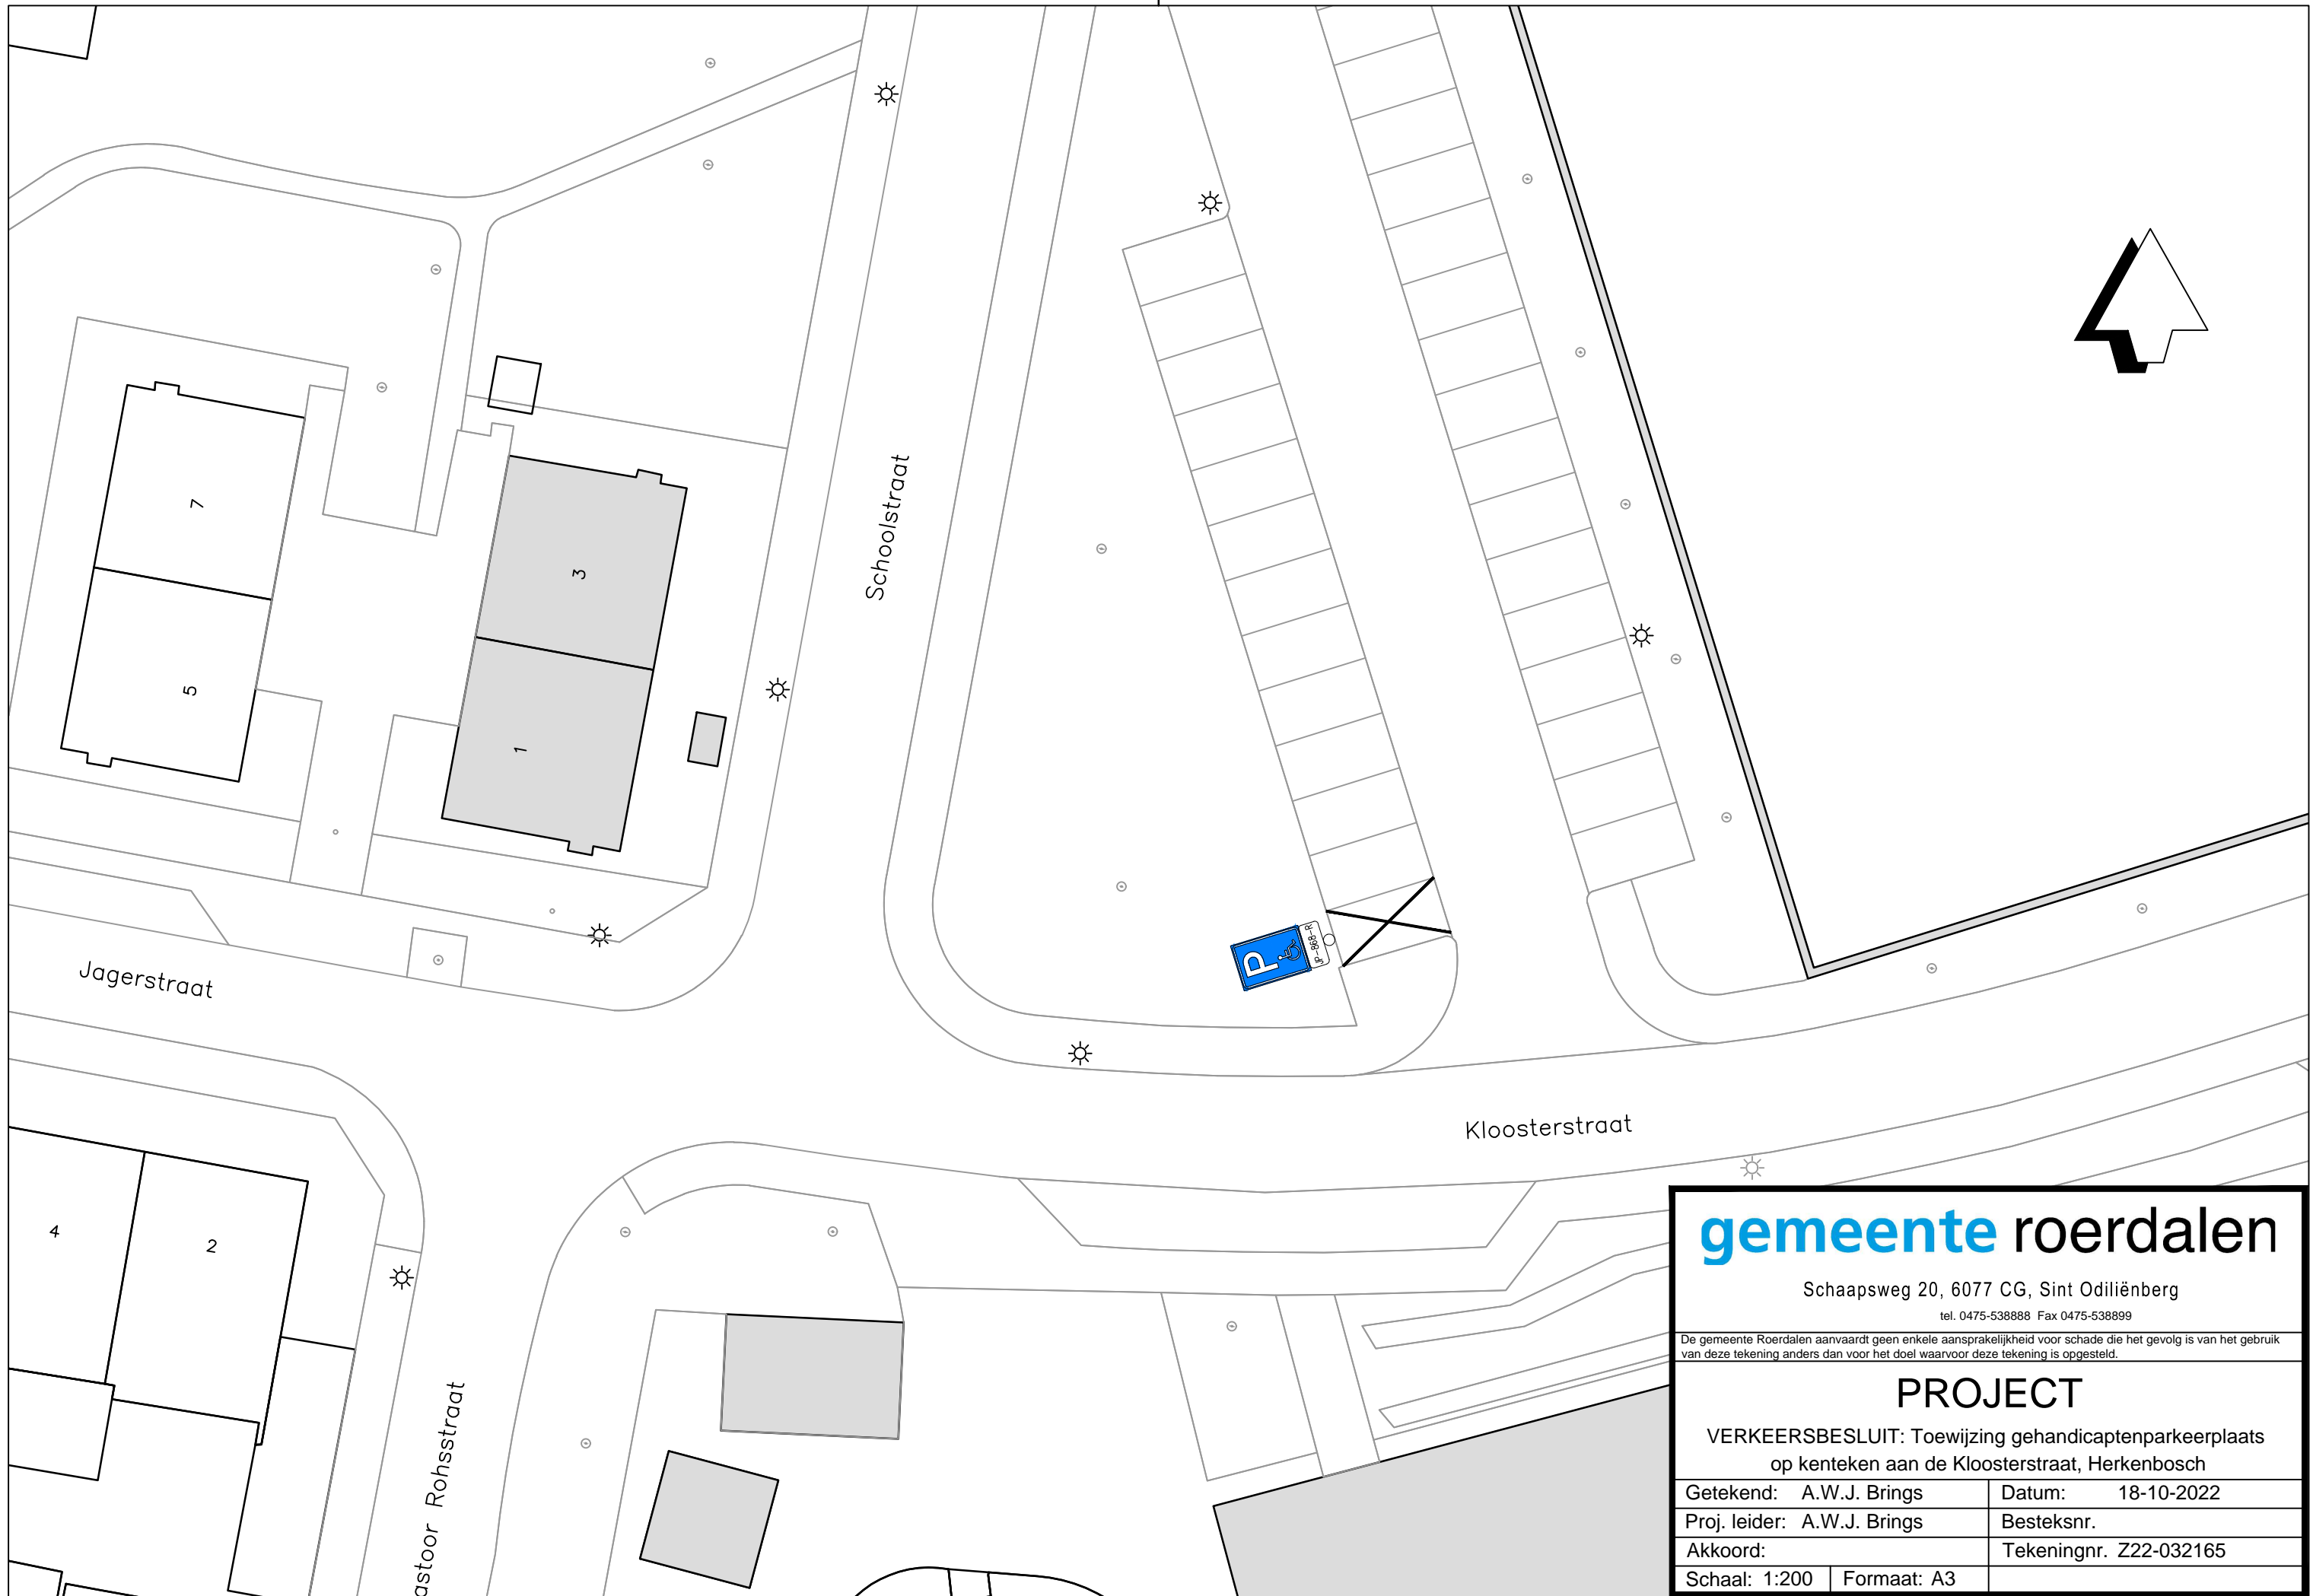 Schoolstraat
7
3
5
1
P
JP-868-R
Jagerstraat
Kloosterstraat
4
2
astoor Rohsstraat
gemeente roerdalen
Schaapsweg 20, 6077 CG, Sint Odiliënberg
tel. 0475-538888 Fax 0475-538899
De gemeente Roerdalen aanvaardt geen enkele aansprakelijkheid voor schade die het gevolg is van het gebruik
van deze tekening anders dan voor het doel waarvoor deze tekening is opgesteld.
PROJECT
VERKEERSBESLUIT: Toewijzing gehandicaptenparkeerplaats
op kenteken aan de Kloosterstraat, Herkenbosch
Getekend: A.W.J. Brings Datum: 18-10-2022
Proj. leider: A.W.J. Brings Besteksnr.
Akkoord: Tekeningnr. Z22-032165
Schaal: 1:200 Formaat: A3